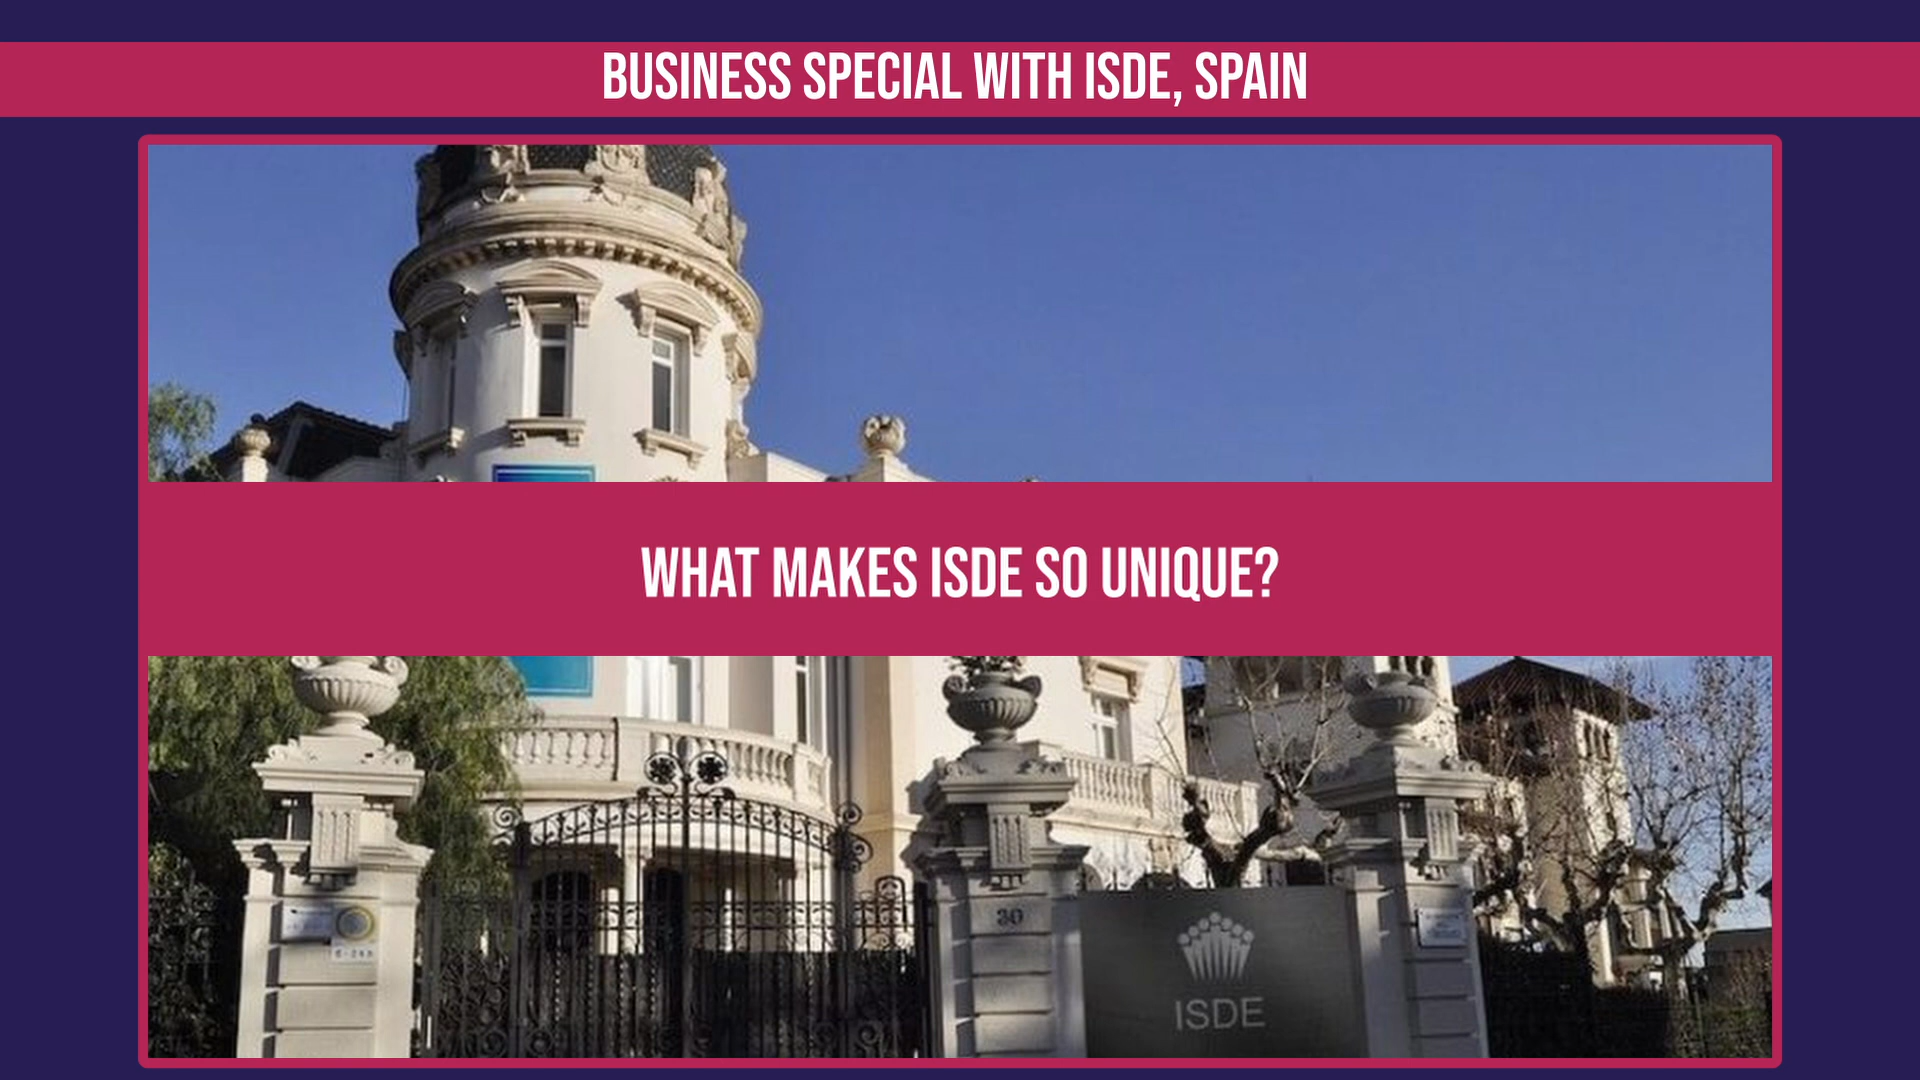 BUSINESS SPECIAL WITH ISDE, SPAIN
WHAT MAKES ISDE SO UNIQUE?
30
ISDE